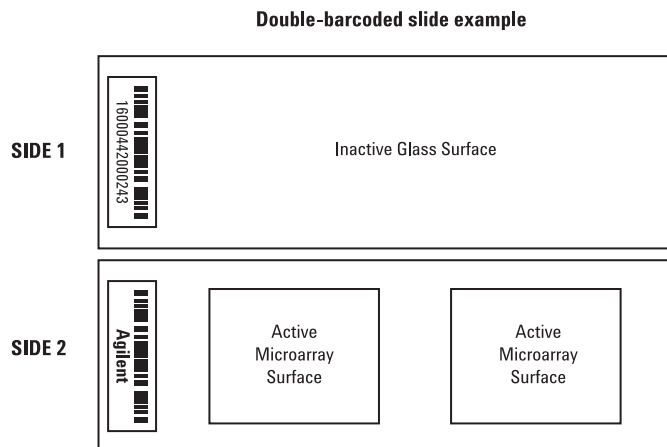 Double-barcoded slide example
SIDE 1
16000442000243
Inactive Glass Surface
SIDE 2
Agilent
Active
Microarray
Surface
Active
Microarray
Surface